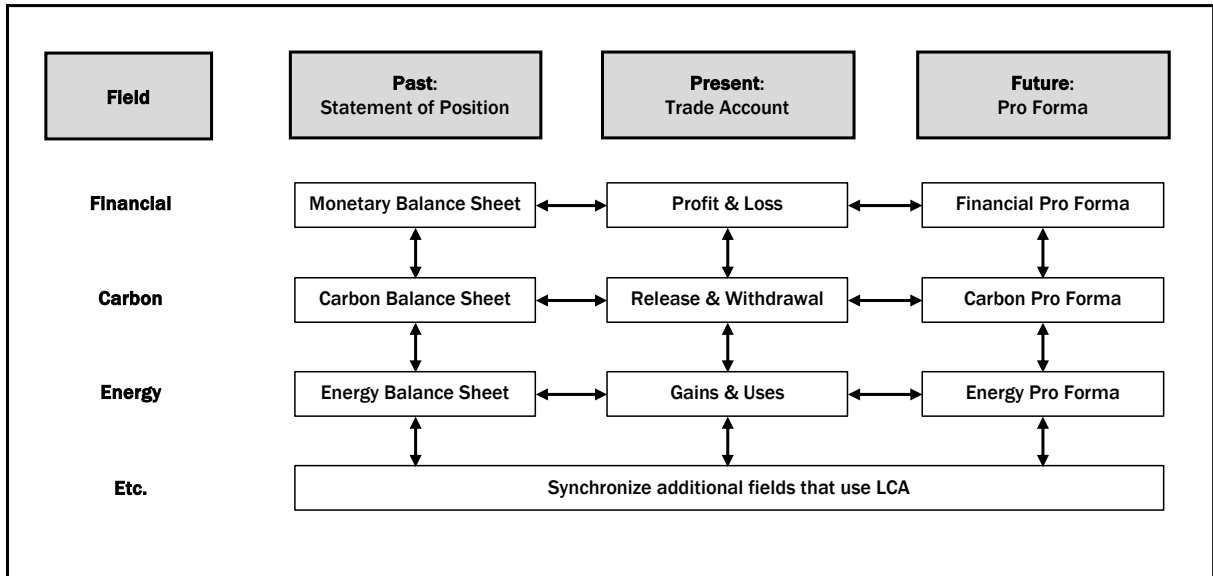 Field
Past:
Statement of Position
Present:
Trade Account
Future:
Pro Forma
Financial
Monetary Balance Sheet
Profit & Loss
Financial Pro Forma
Carbon
Carbon Balance Sheet
Release & Withdrawal
Carbon Pro Forma
Energy
Energy Balance Sheet
Gains & Uses
Energy Pro Forma
Etc.
Synchronize additional fields that use LCA